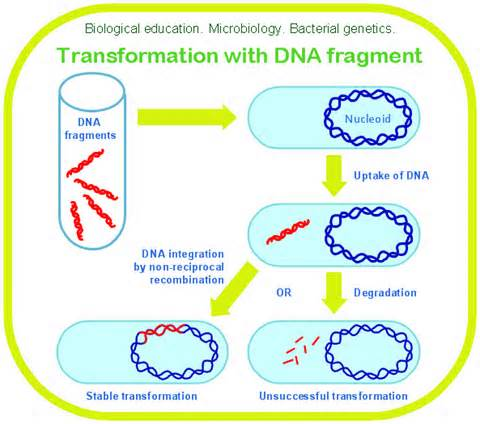 Biological education. Microbiology. Bacterial genetics.
Transformation with DNA fragment
DNA
fragments
Nucleoid
Uptake of DNA
DNA integration
by non-reciprocal
recombination
OR
Degradation
Stable transformation
Unsuccessful transformation